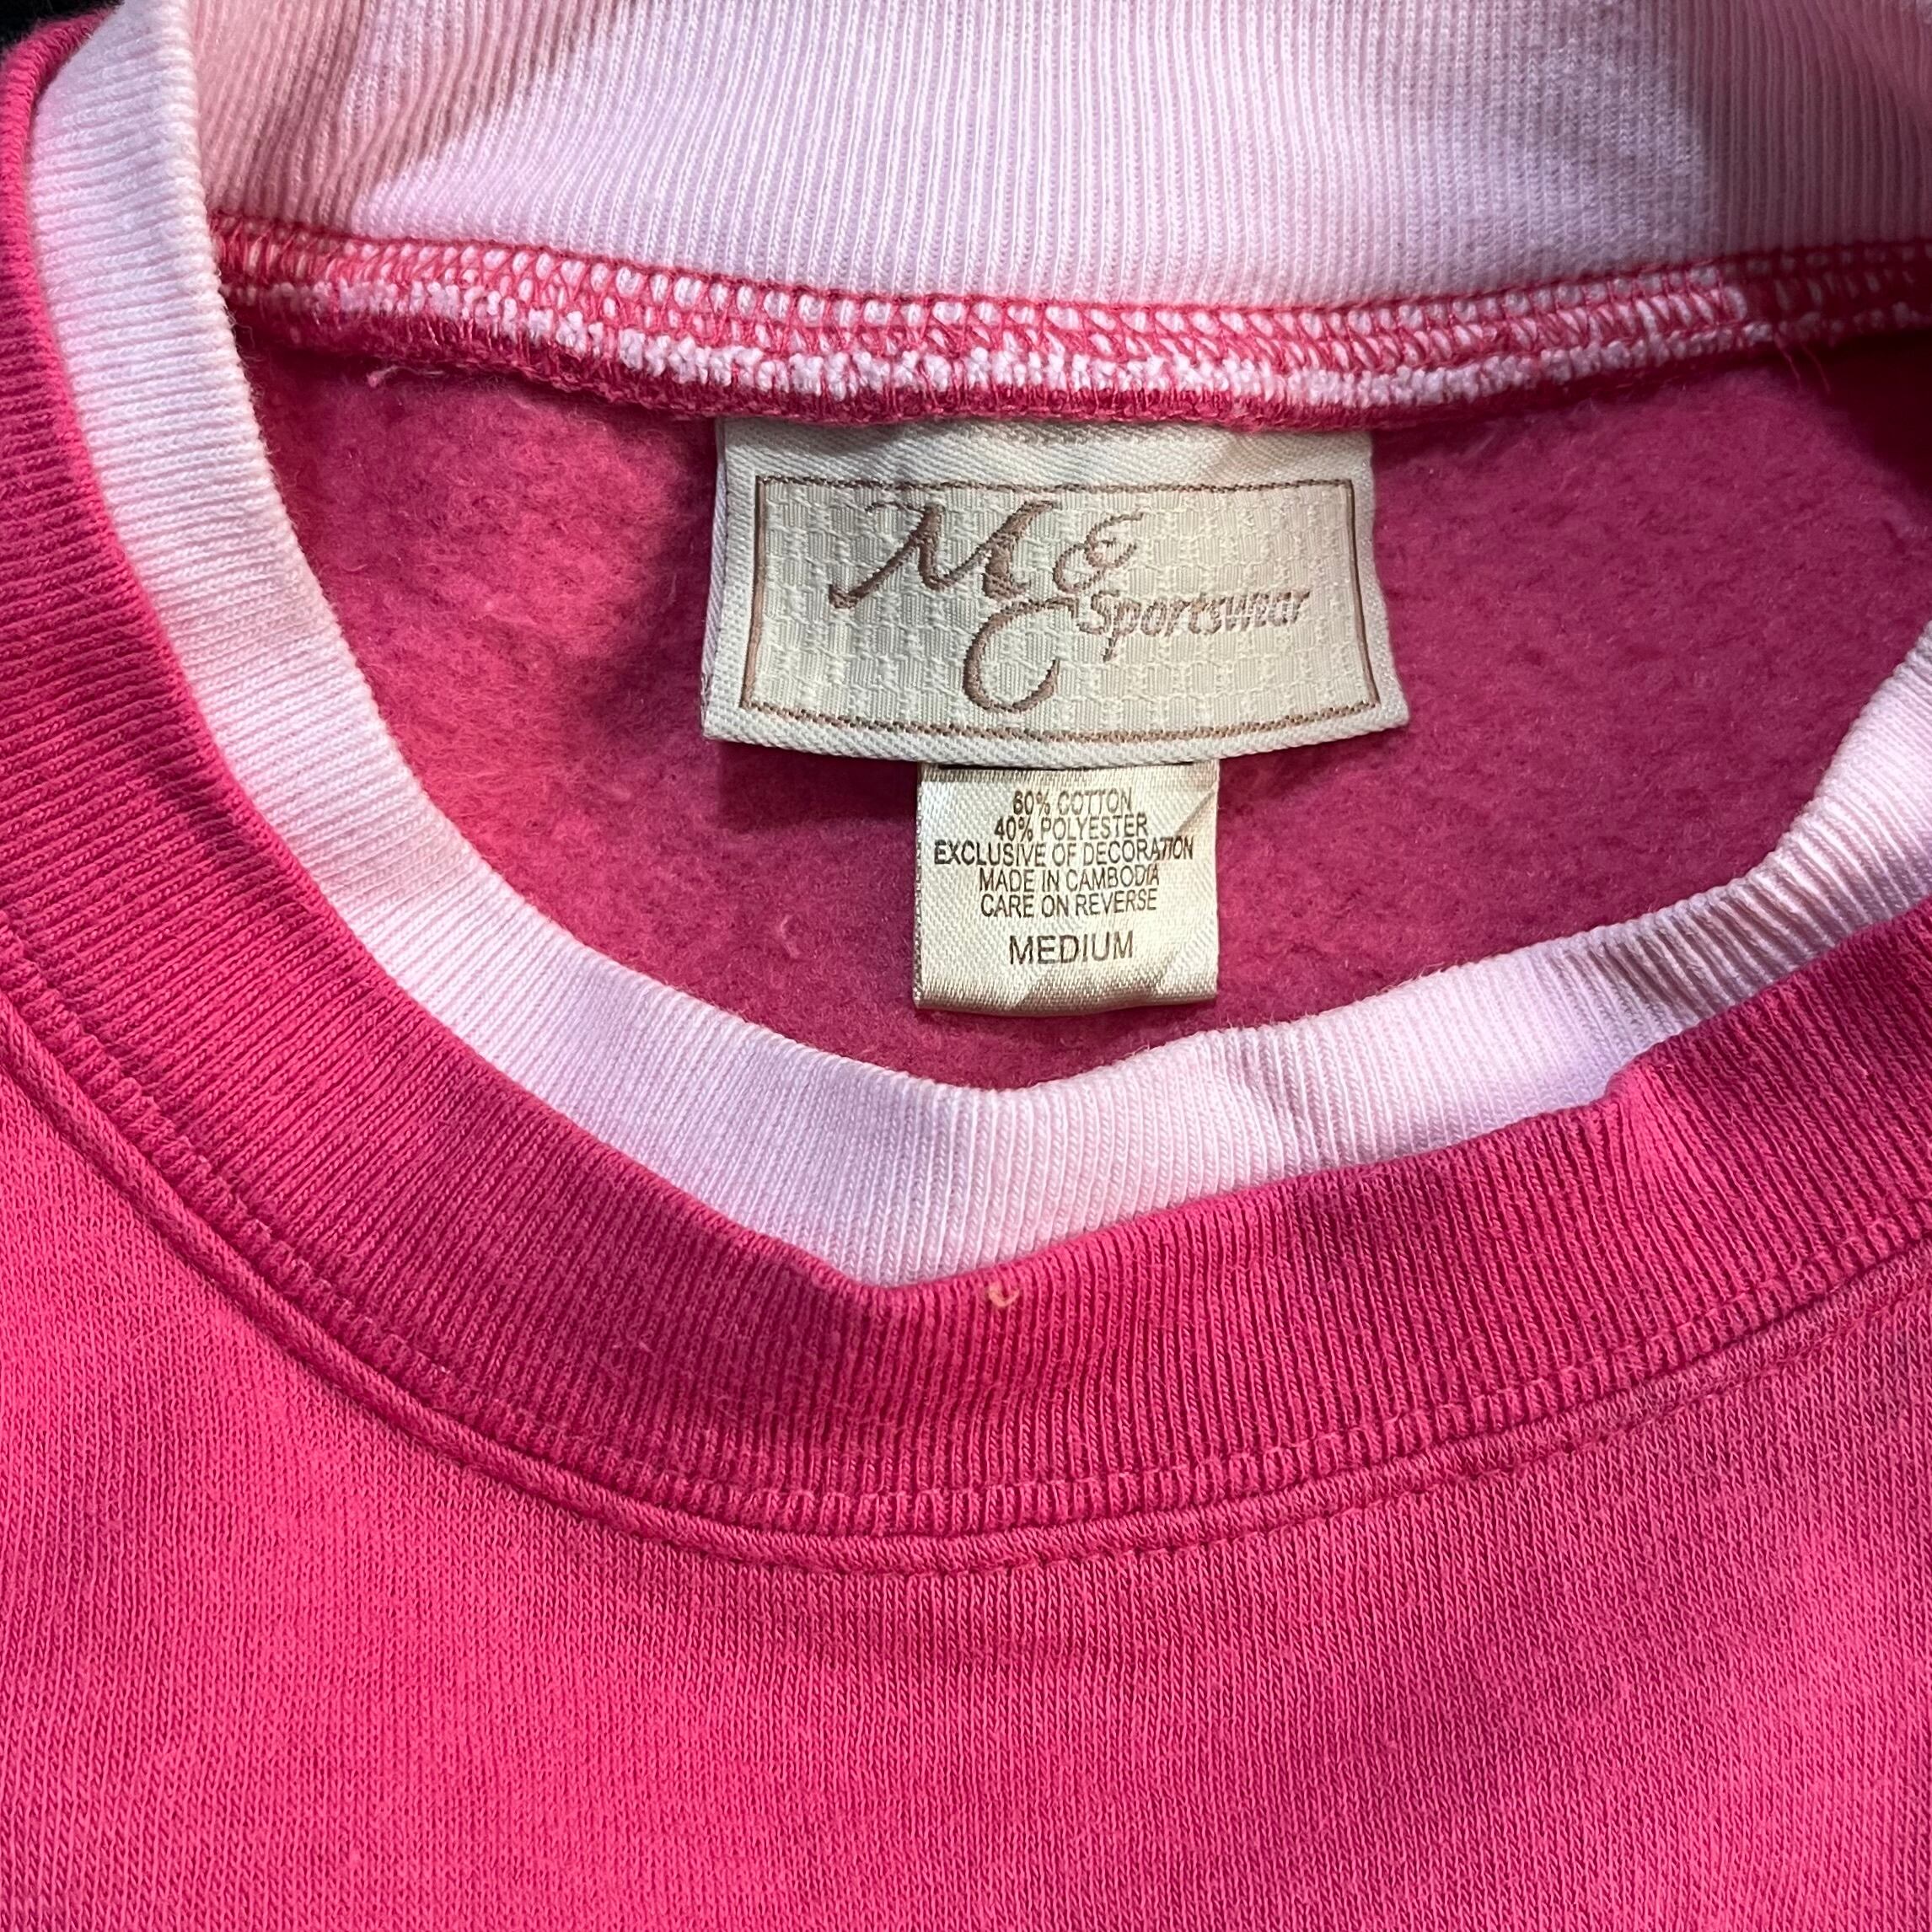 M&C Sportswear
60% COTTON
40% POLYESTER
EXCLUSIVE OF DECORATION
MADE IN CAMBODIA
CARE ON REVERSE
MEDIUM